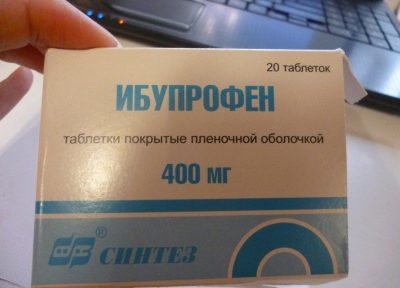 20 таблеток
ИБУПРОФЕН
таблетки покрытые пленочной оболочкой
400 мг
® СИНТЕЗ